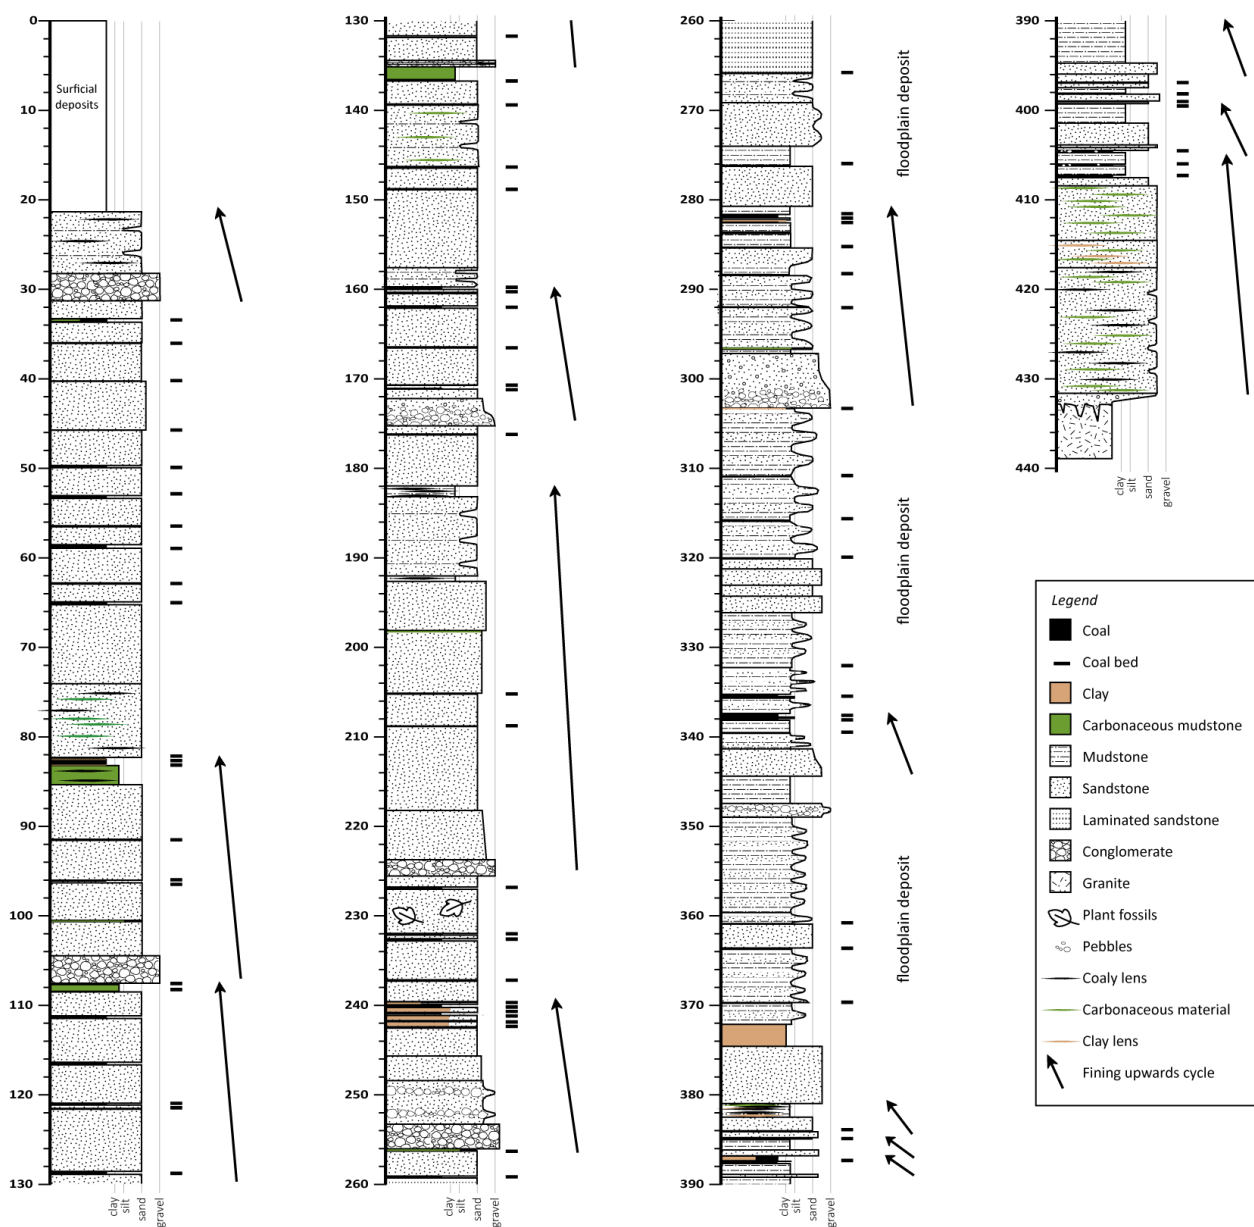 0
10
20
30
40
50
60
70
80
90
100
110
120
130
Surficial
deposits
clay
silt
sand
gravel
130
140
150
160
170
180
190
200
210
220
230
240
250
260
clay
silt
sand
gravel
260
270
280
290
300
310
320
330
340
350
360
370
380
390
floodplain deposit
floodplain deposit
floodplain deposit
clay
silt
sand
gravel
390
400
410
420
430
440
clay
silt
sand
gravel
Legend
Coal
Coal bed
Clay
Carbonaceous mudstone
Mudstone
Sandstone
Laminated sandstone
Conglomerate
Granite
Plant fossils
Pebbles
Coaly lens
Carbonaceous material
Clay lens
Fining upwards cycle